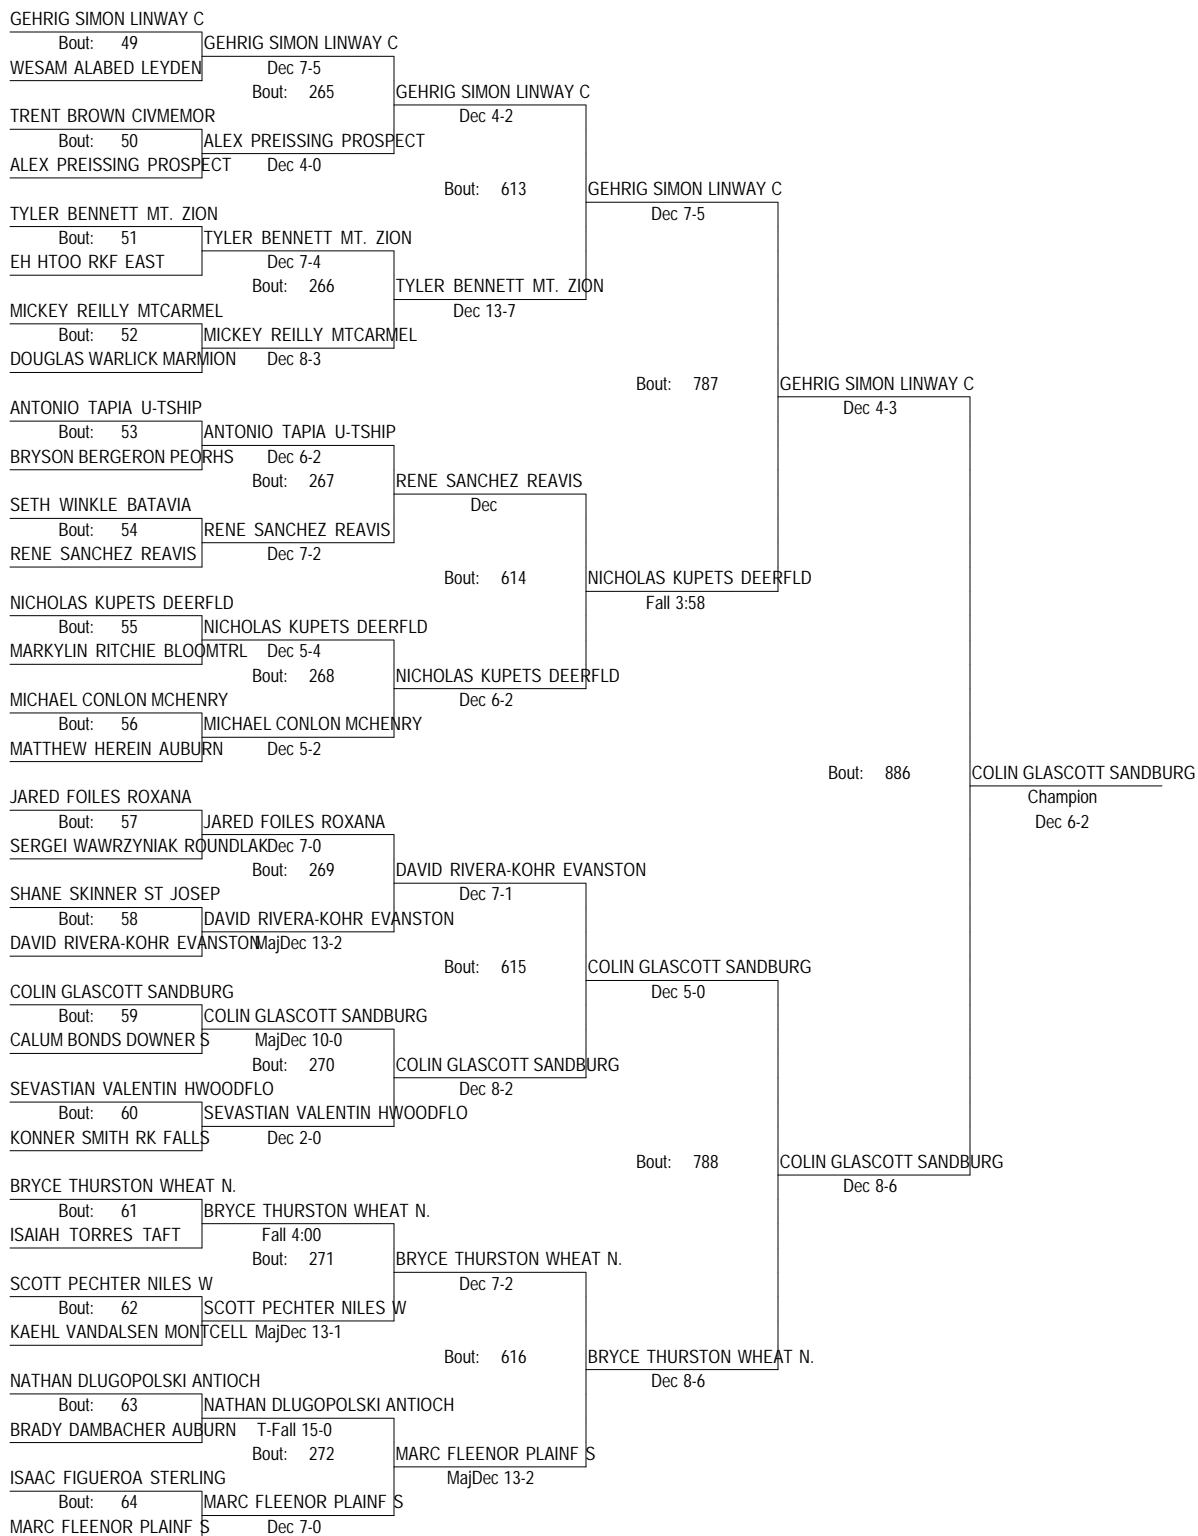 GEHRIG SIMON LINWAY C
Bout: 49 GEHRIG SIMON LINWAY C
WESAM ALABED LEYDEN Dec 7-5
Bout: 265 GEHRIG SIMON LINWAY C
TRENT BROWN CIVMEMOR Dec 4-2
Bout: 50 ALEX PREISSING PROSPECT
ALEX PREISSING PROSPECT Dec 4-0
Bout: 613 GEHRIG SIMON LINWAY C
TYLER BENNETT MT. ZION Dec 7-5
Bout: 51 TYLER BENNETT MT. ZION
EH HTOO RKF EAST Dec 7-4
Bout: 266 TYLER BENNETT MT. ZION
MICKEY REILLY MTCARMEL Dec 13-7
Bout: 52 MICKEY REILLY MTCARMEL
DOUGLAS WARLICK MARMION Dec 8-3
Bout: 787 GEHRIG SIMON LINWAY C
ANTONIO TAPIA U-TSHIP Dec 4-3
Bout: 53 ANTONIO TAPIA U-TSHIP
BRYSON BERGERON PEORHS Dec 6-2
Bout: 267 RENE SANCHEZ REAVIS
SETH WINKLE BATAVIA Dec
Bout: 54 RENE SANCHEZ REAVIS
RENE SANCHEZ REAVIS Dec 7-2
Bout: 614 NICHOLAS KUPETS DEERFLD
NICHOLAS KUPETS DEERFLD Fall 3:58
Bout: 55 NICHOLAS KUPETS DEERFLD
MARKYLIN RITCHIE BLOOMTRL Dec 5-4
Bout: 268 NICHOLAS KUPETS DEERFLD
MICHAEL CONLON MCHENRY Dec 6-2
Bout: 56 MICHAEL CONLON MCHENRY
MATTHEW HEREIN AUBURN Dec 5-2
Bout: 886 COLIN GLASCOTT SANDBURG
JARED FOILES ROXANA Champion
Bout: 57 JARED FOILES ROXANA Dec 6-2
SERGEI WAWRZYNIAK ROUNDLAK Dec 7-0
Bout: 269 DAVID RIVERA-KOHR EVANSTON
SHANE SKINNER ST JOSEP Dec 7-1
Bout: 58 DAVID RIVERA-KOHR EVANSTON
DAVID RIVERA-KOHR EVANSTON MajDec 13-2
Bout: 615 COLIN GLASCOTT SANDBURG
COLIN GLASCOTT SANDBURG Dec 5-0
Bout: 59 COLIN GLASCOTT SANDBURG
CALUM BONDS DOWNER S MajDec 10-0
Bout: 270 COLIN GLASCOTT SANDBURG
SEVASTIAN VALENTIN HWOODFLO Dec 8-2
Bout: 60 SEVASTIAN VALENTIN HWOODFLO
KONNER SMITH RK FALLS Dec 2-0
Bout: 788 COLIN GLASCOTT SANDBURG
BRYCE THURSTON WHEAT N. Dec 8-6
Bout: 61 BRYCE THURSTON WHEAT N.
ISAIAH TORRES TAFT Fall 4:00
Bout: 271 BRYCE THURSTON WHEAT N.
SCOTT PECHTER NILES W Dec 7-2
Bout: 62 SCOTT PECHTER NILES W
KAEHL VANDALSEN MONTCELL MajDec 13-1
Bout: 616 BRYCE THURSTON WHEAT N.
NATHAN DLUGOPOLSKI ANTIOCH Dec 8-6
Bout: 63 NATHAN DLUGOPOLSKI ANTIOCH
BRADY DAMBACHER AUBURN T-Fall 15-0
Bout: 272 MARC FLEENOR PLAINF S
ISAAC FIGUEROA STERLING MajDec 13-2
Bout: 64 MARC FLEENOR PLAINF S
MARC FLEENOR PLAINF S Dec 7-0